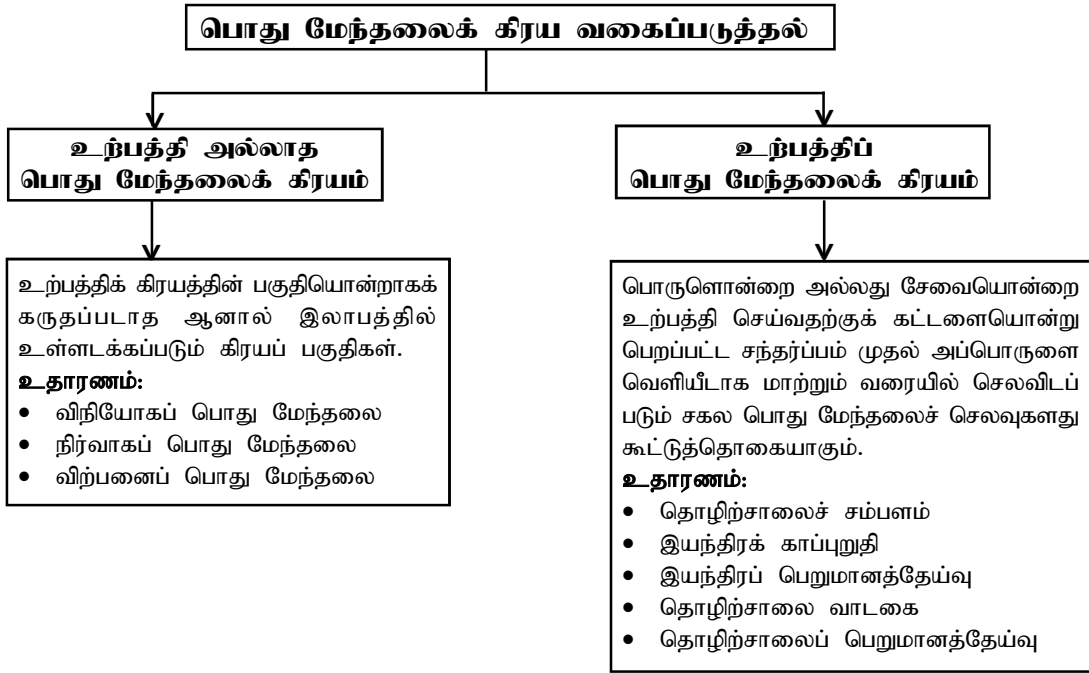 பொது மேந்தலைக் கிரய வகைப்படுத்தல்
உற்பத்தி அல்லாத
பொது மேந்தலைக் கிரயம்
உற்பத்திக் கிரயத்தின் பகுதியொன்றாகக்
கருதப்படாத ஆனால் இலாபத்தில்
உள்ளடக்கப்படும் கிரயப் பகுதிகள்.
உதாரணம்:
• விநியோகப் பொது மேந்தலை
• நிர்வாகப் பொது மேந்தலை
• விற்பனைப் பொது மேந்தலை
உற்பத்திப்
பொது மேந்தலைக் கிரயம்
பொருளொன்றை அல்லது சேவையொன்றை
உற்பத்தி செய்வதற்குக் கட்டளையொன்று
பெறப்பட்ட சந்தர்ப்பம் முதல் அப்பொருளை
வெளியீடாக மாற்றும் வரையில் செலவிடப்
படும் சகல பொது மேந்தலைச் செலவுகளது
கூட்டுத்தொகையாகும்.
உதாரணம்:
• தொழிற்சாலைச் சம்பளம்
• இயந்திரக் காப்புறுதி
• இயந்திரப் பெறுமானத்தேய்வு
• தொழிற்சாலை வாடகை
• தொழிற்சாலைப் பெறுமானத்தேய்வு